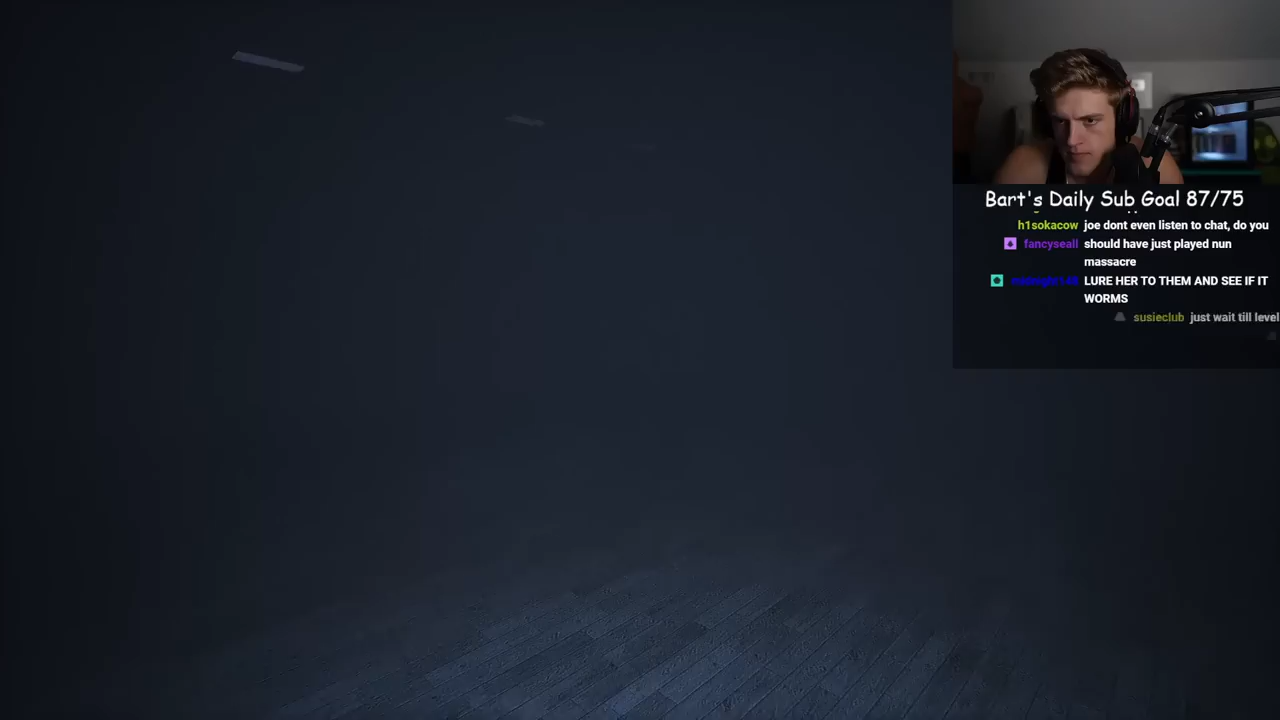 Bart's Daily Sub Goal 87/75
h1sokacow joe dont even listen to chat, do you
fancyseall should have just played nun
massacre
LURE HER TO THEM AND SEE IF IT
WORMS
susieclub just wait till level